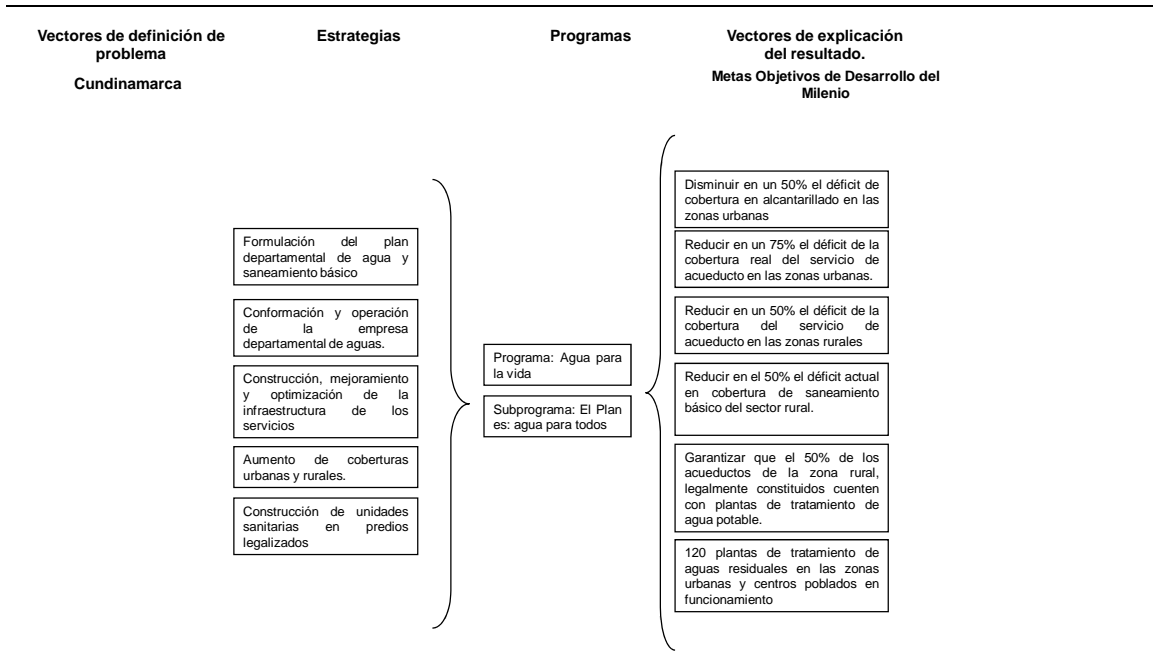 Vectores de definición de
problema
Cundinamarca
Estrategias
Programas
Vectores de explicación
del resultado.
Metas Objetivos de Desarrollo del
Milenio
Formulación del plan
departamental de agua y
saneamiento básico
Conformación y operación
de la empresa
departamental de aguas.
Construcción, mejoramiento
y optimización de la
infraestructura de los
servicios
Aumento de coberturas
urbanas y rurales.
Construcción de unidades
sanitarias en predios
legalizados
Programa: Agua para
la vida
Subprograma: El Plan
es: agua para todos
Disminuir en un 50% el déficit de
cobertura en alcantarillado en las
zonas urbanas
Reducir en un 75% el déficit de la
cobertura real del servicio de
acueducto en las zonas urbanas.
Reducir en un 50% el déficit de la
cobertura del servicio de
acueducto en las zonas rurales
Reducir en el 50% el déficit actual
en cobertura de saneamiento
básico del sector rural.
Garantizar que el 50% de los
acueductos de la zona rural,
legalmente constituidos cuenten
con plantas de tratamiento de
agua potable.
120 plantas de tratamiento de
aguas residuales en las zonas
urbanas y centros poblados en
funcionamiento